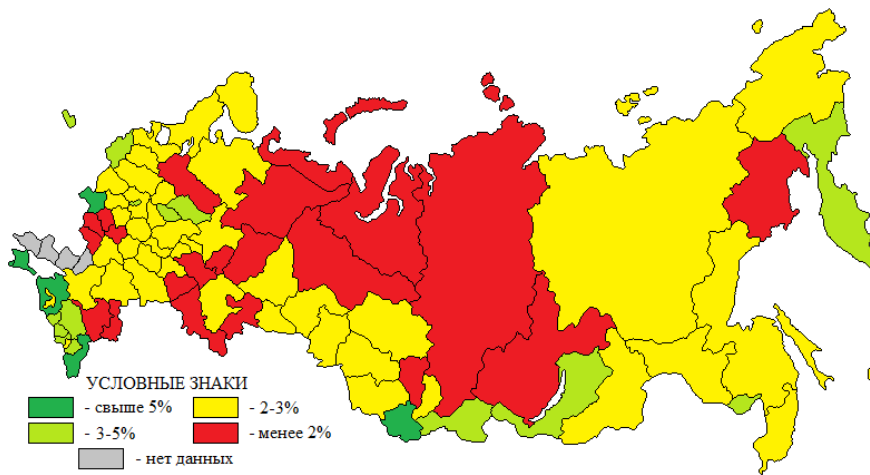 УСЛОВНЫЕ ЗНАКИ
- свыше 5%
- 2-3%
- 3-5%
- менее 2%
- нет данных